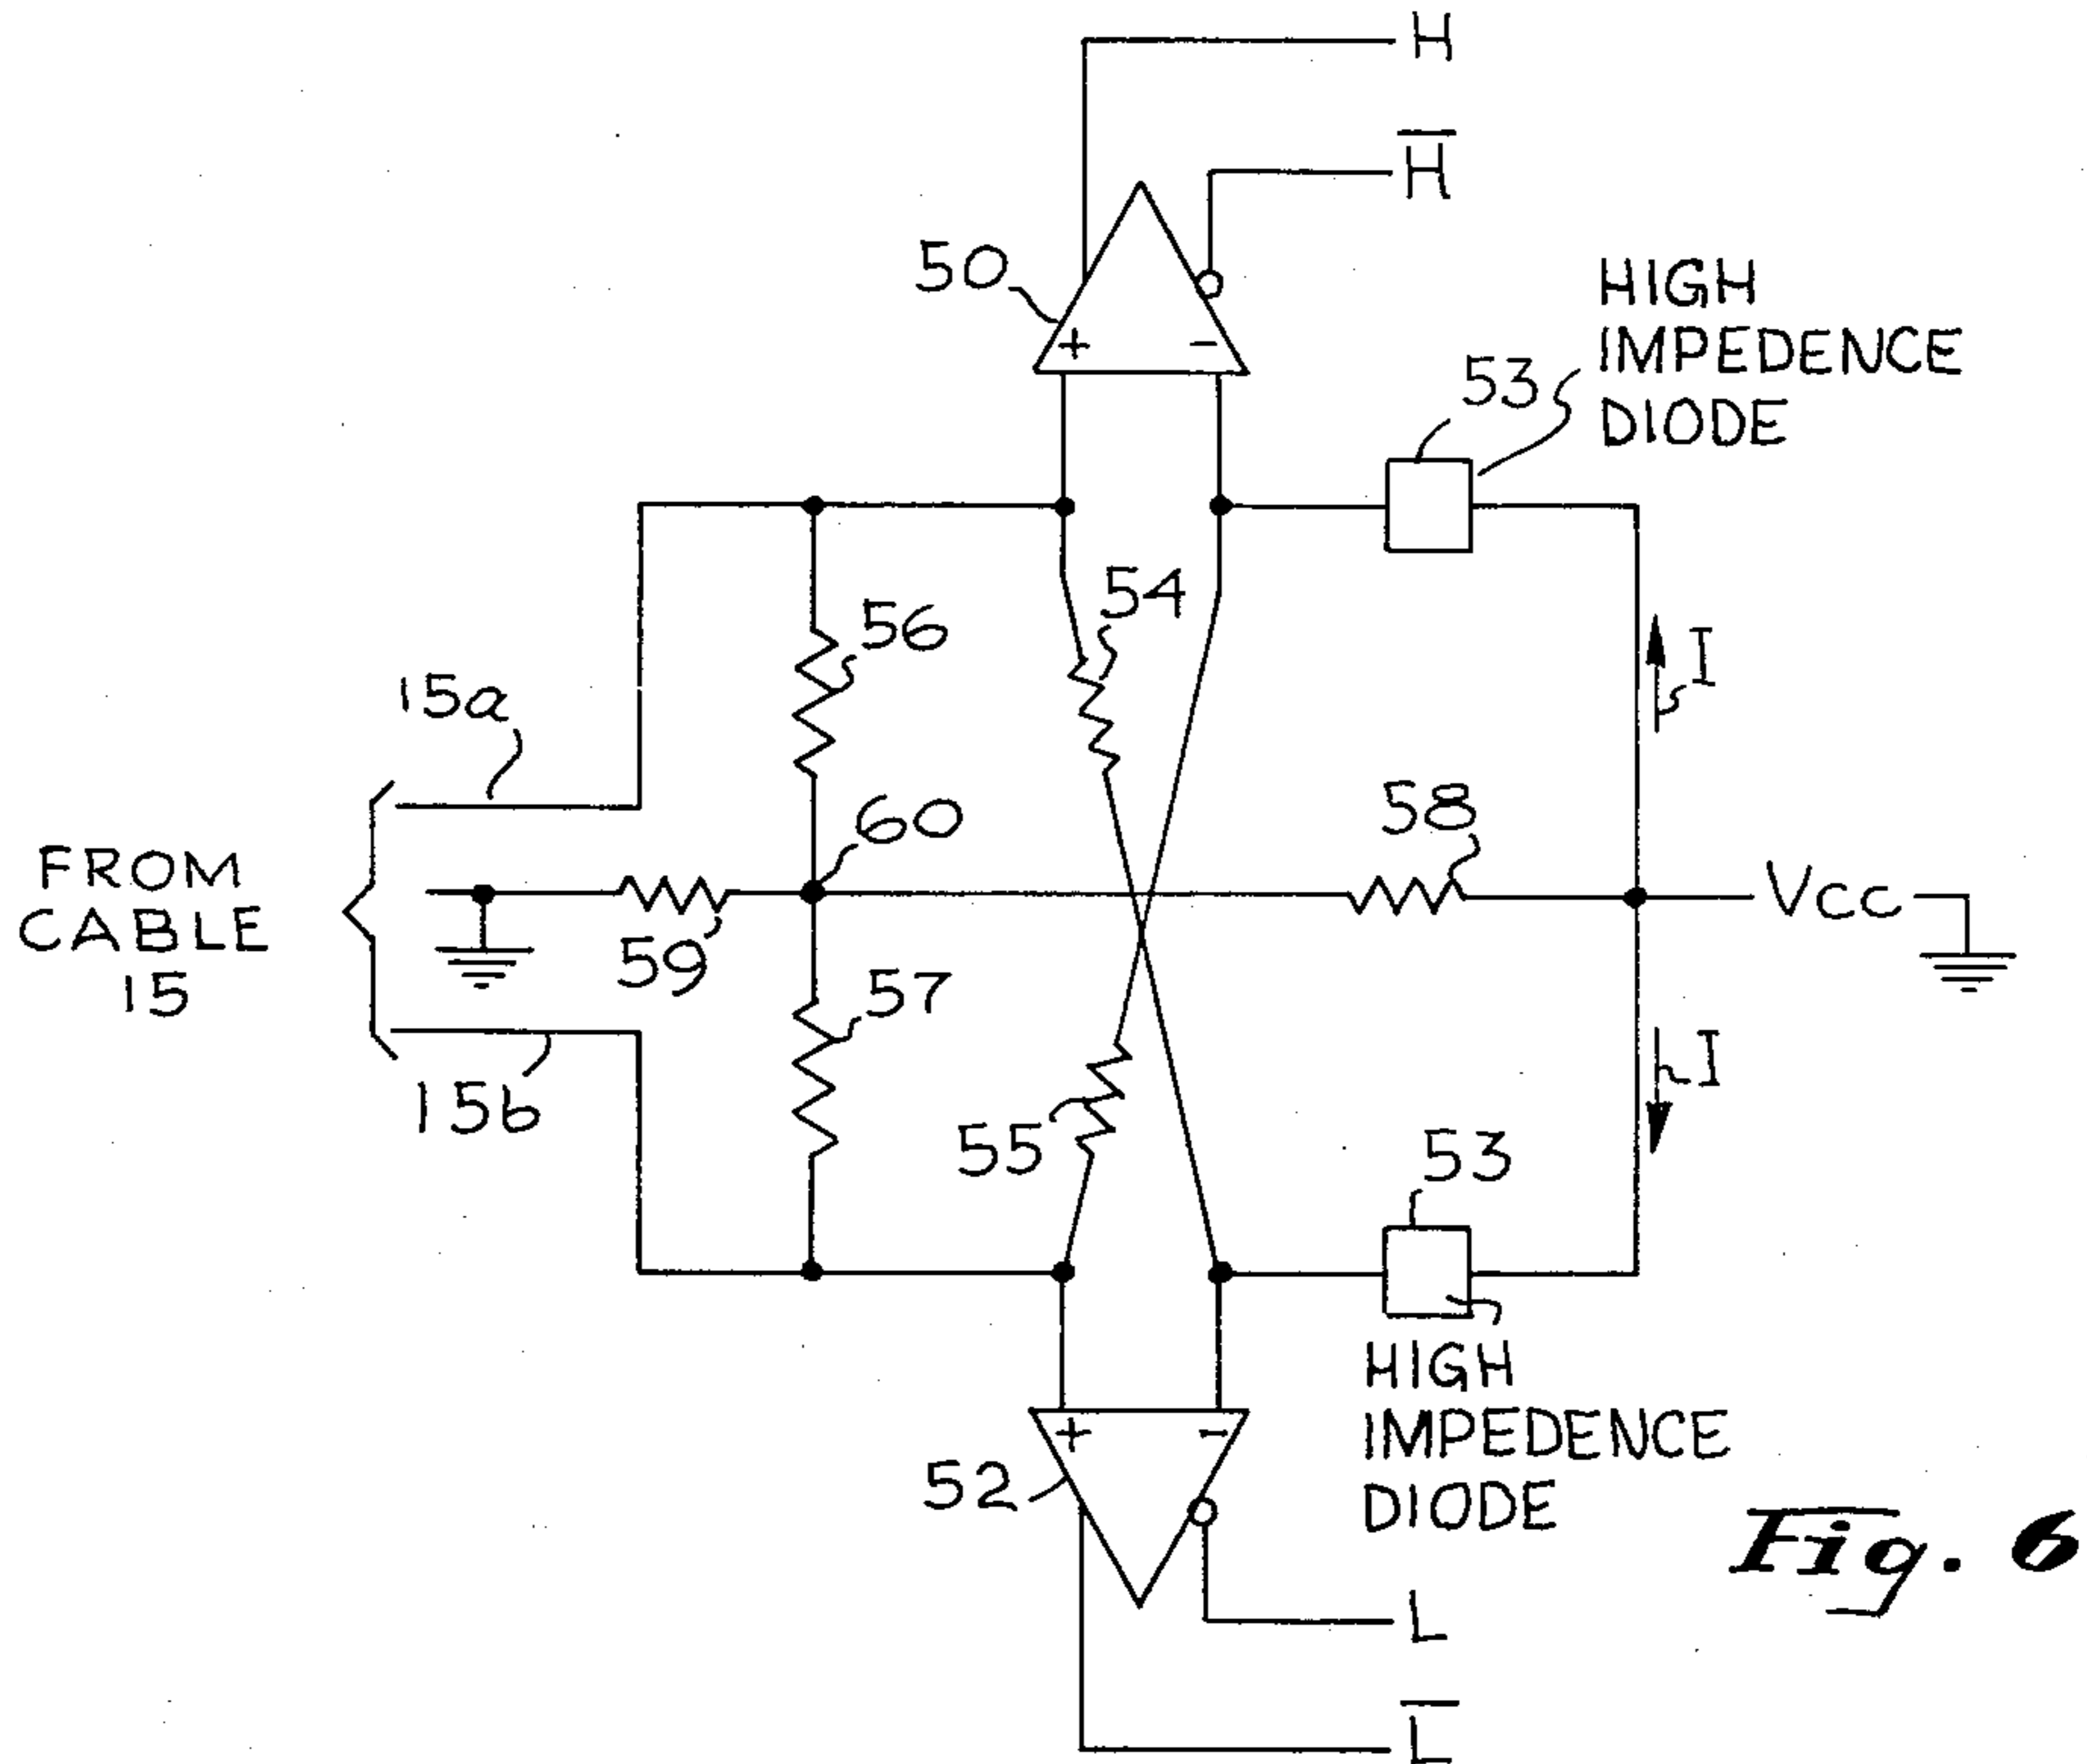 H
H̅
50
HIGH
IMPEDENCE
DIODE
53
54
56
15a
I
60
58
FROM
CABLE
15
Vcc
59
57
15b
I
55
53
HIGH
IMPEDENCE
DIODE
+ -
+ -
52
L
L̅
Fig. 6